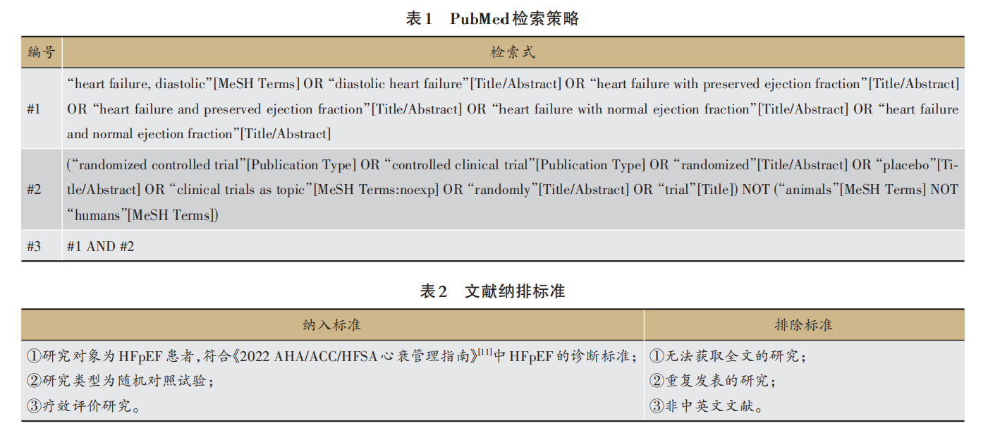 表1 PubMed检索策略
编号 检索式
#1 “heart failure, diastolic”[MeSH Terms] OR “diastolic heart failure”[Title/Abstract] OR “heart failure with preserved ejection fraction”[Title/Abstract]
OR “heart failure and preserved ejection fraction”[Title/Abstract] OR “heart failure with normal ejection fraction”[Title/Abstract] OR “heart failure
and normal ejection fraction”[Title/Abstract]
#2 (“randomized controlled trial”[Publication Type] OR “controlled clinical trial”[Publication Type] OR “randomized”[Title/Abstract] OR “placebo”[Ti-
tle/Abstract] OR “clinical trials as topic”[MeSH Terms:noexp] OR “randomly”[Title/Abstract] OR “trial”[Title]) NOT (“animals”[MeSH Terms] NOT
“humans”[MeSH Terms])
#3 #1 AND #2
表2 文献纳排标准
纳入标准 排除标准
①研究对象为HFpEF患者,符合《2022 AHA/ACC/HFSA心衰管理指南》[11]中HFpEF的诊断标准; ①无法获取全文的研究;
②研究类型为随机对照试验; ②重复发表的研究;
③疗效评价研究。 ③非中英文文献。